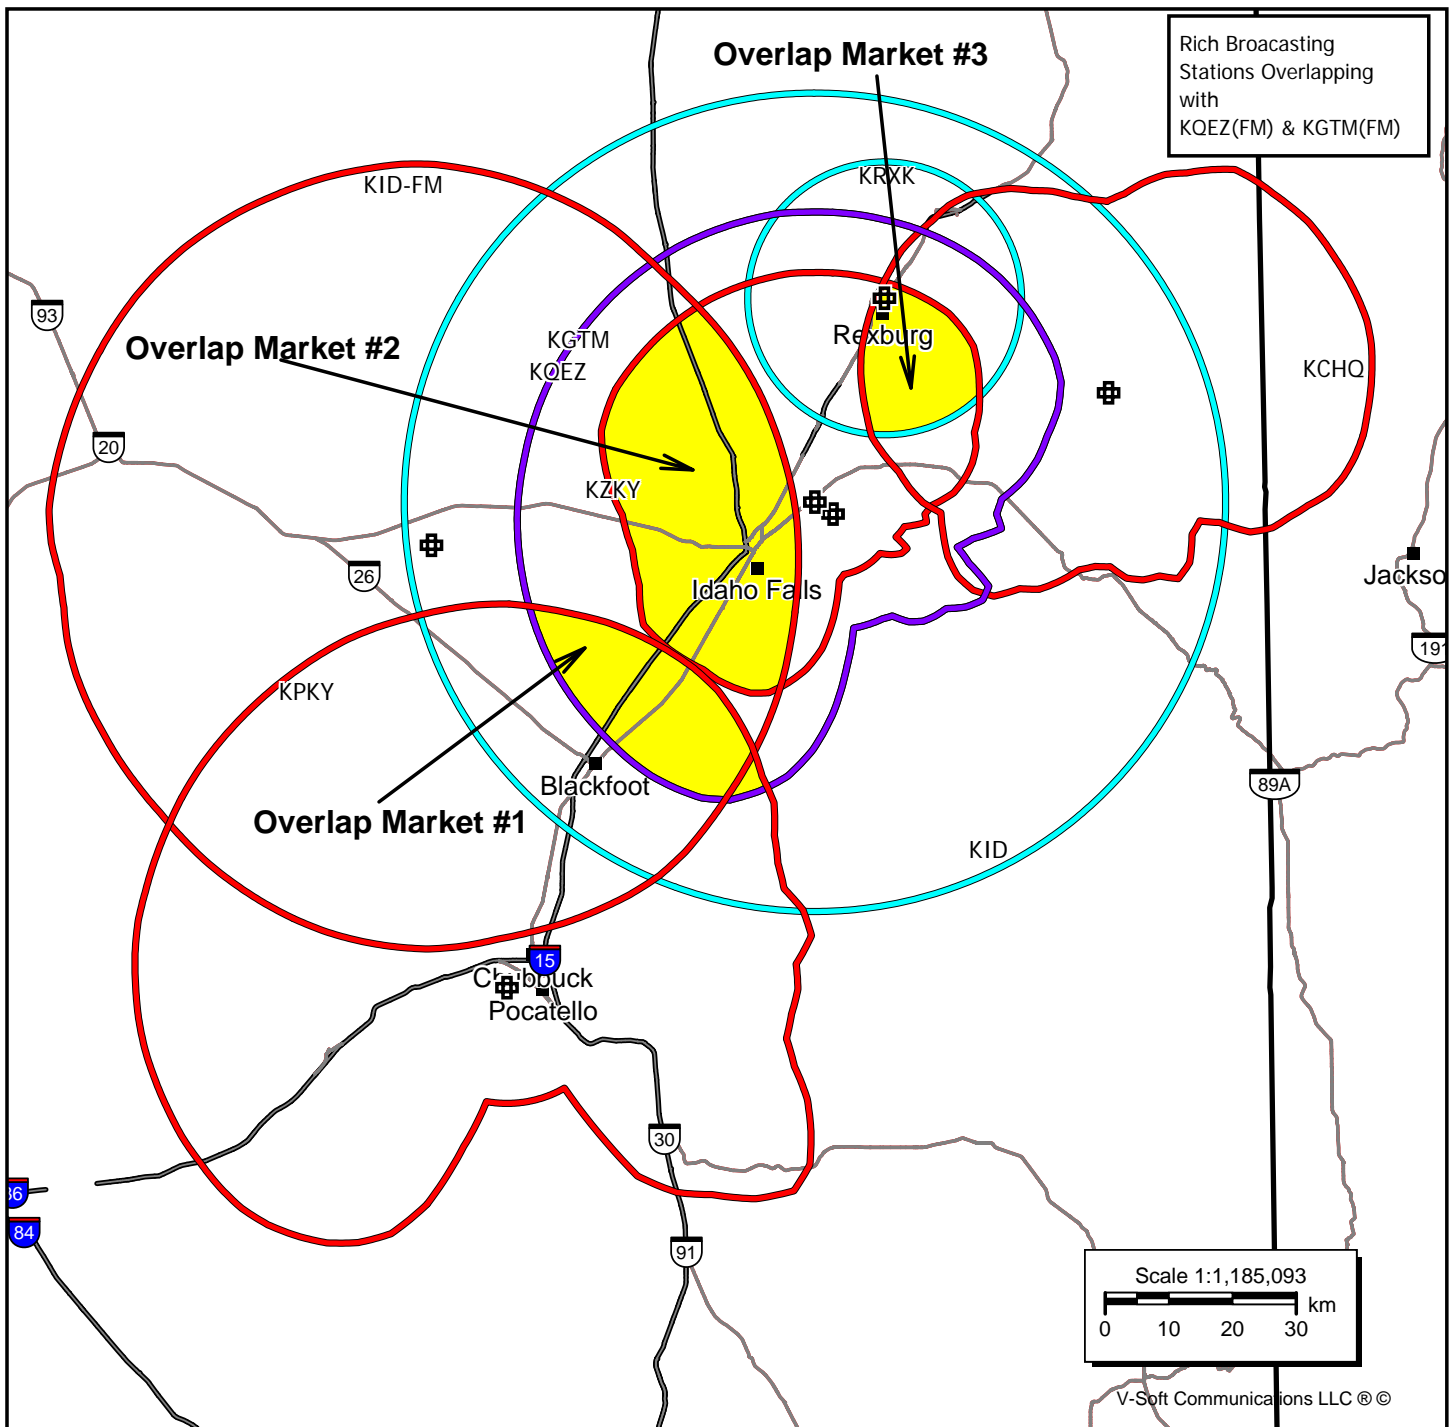 Overlap Market #3
Rich Broacasting
Stations Overlapping
with
KQEZ(FM) & KGTM(FM)
KID-FM
KRXK
93
Overlap Market #2
KGTM
KQEZ
Rexburg
KCHQ
20
KZKY
26
Idaho Falls
Jackso
191
KPKY
Blackfoot
89A
Overlap Market #1
KID
15
Chubbuck
Pocatello
30
86
84
91
Scale 1:1,185,093
km
0 10 20 30
V-Soft Communications LLC ® ©